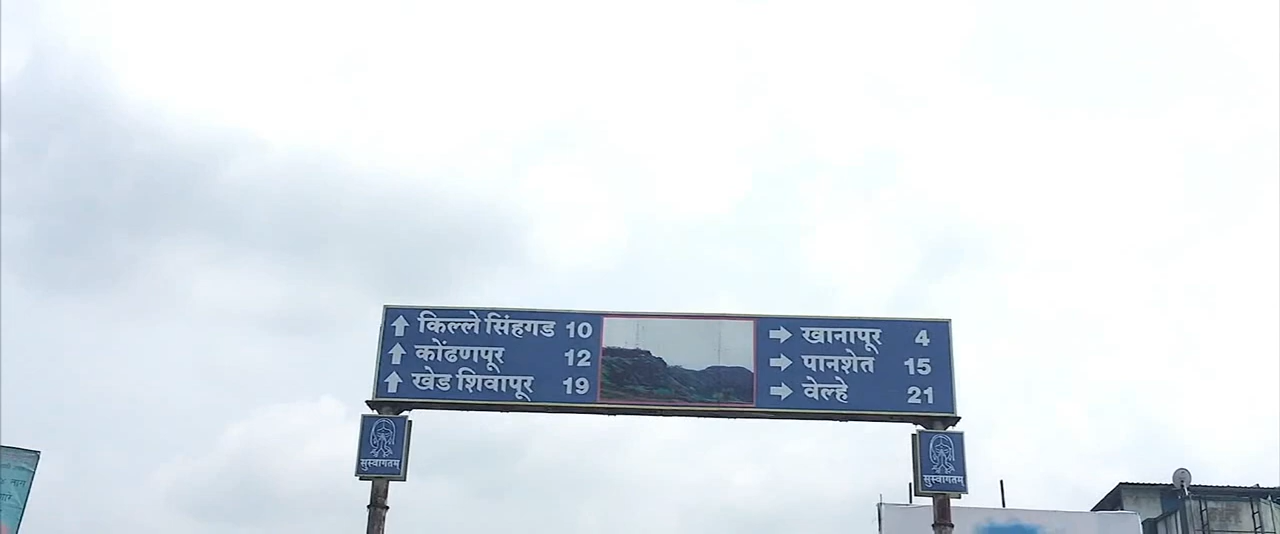 किल्ले सिंहगड 10
कोंढणपूर 12
खेड शिवापूर 19
खानापूर 4
पानशेत 15
वेल्हे 21
सुस्वागतम्
सुस्वागतम्